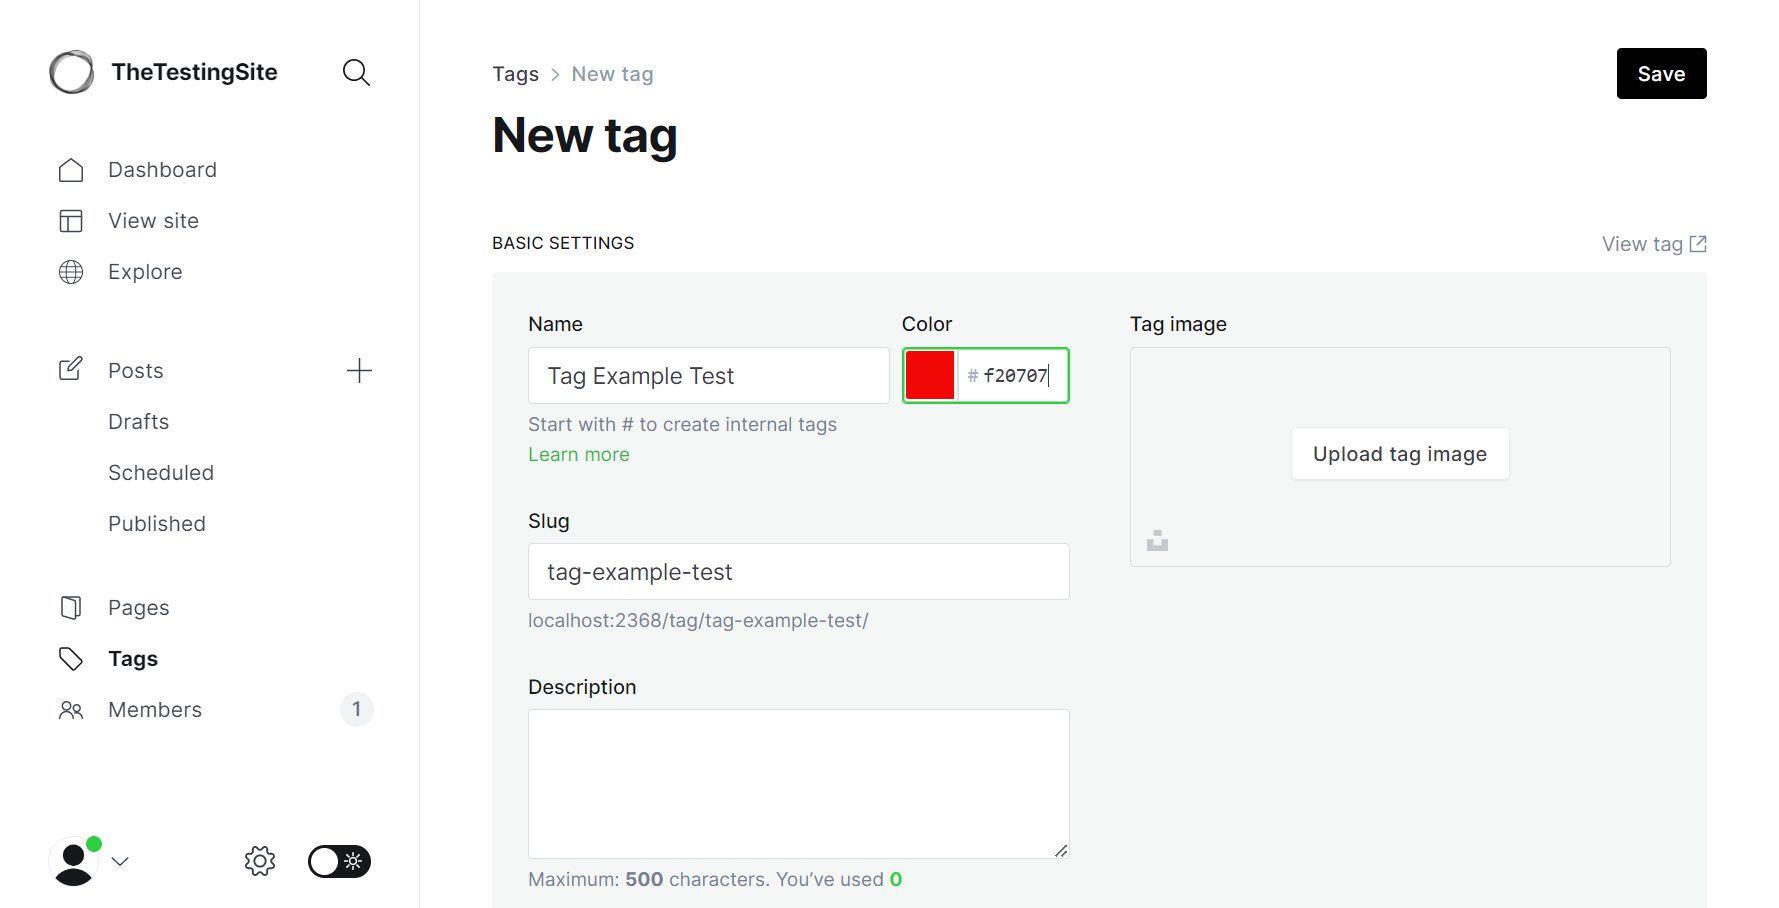 TheTestingSite
Dashboard
View site
Explore
Posts
Drafts
Scheduled
Published
Pages
Tags
Members
1
Tags > New tag
Save
New tag
BASIC SETTINGS
View tag
Name
Tag Example Test
Start with # to create internal tags
Learn more
Color
# f20707
Slug
tag-example-test
localhost:2368/tag/tag-example-test/
Description
Maximum: 500 characters. You’ve used 0
Tag image
Upload tag image